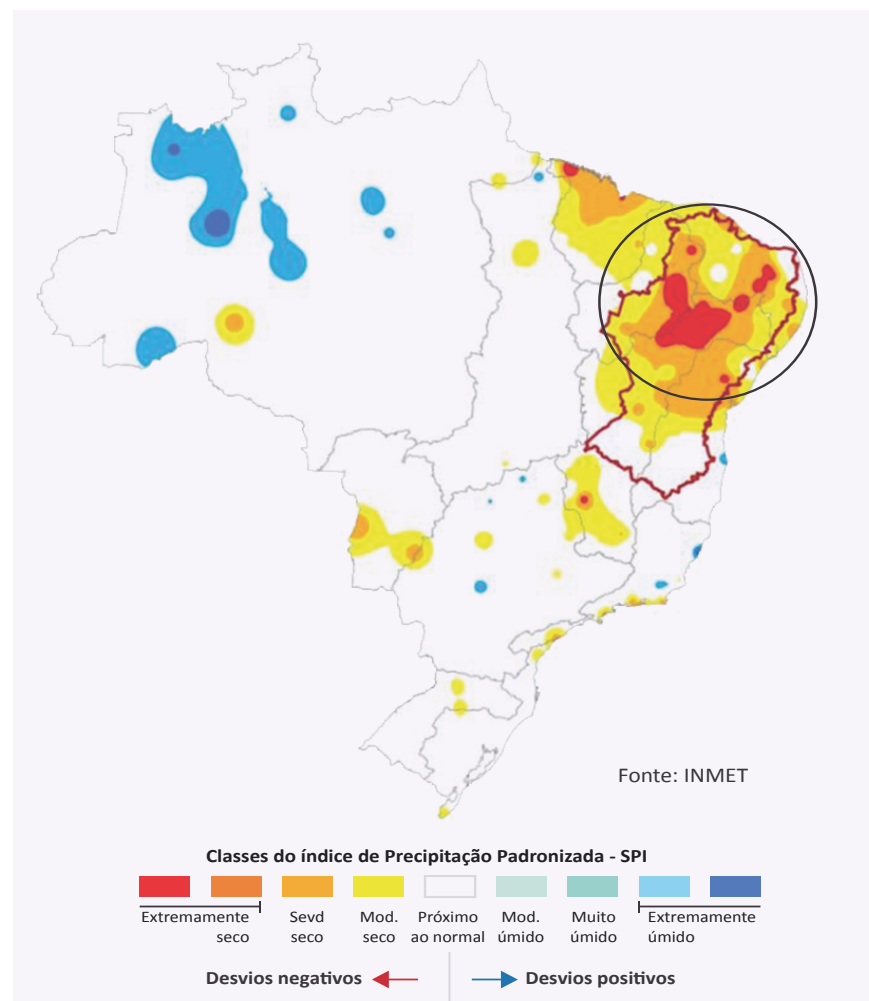 Fonte: INMET
Classes do índice de Precipitação Padronizada - SPI
Extremamente seco
Sevd seco
Mod. seco
Próximo ao normal
Mod. úmido
Muito úmido
Extremamente úmido
Desvios negativos
Desvios positivos